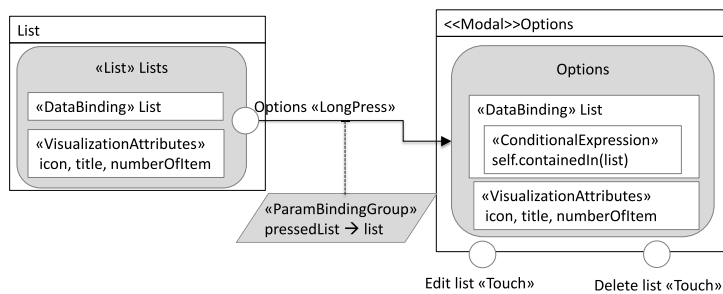 List
«List» Lists
«DataBinding» List
«VisualizationAttributes»
icon, title, numberOfItem
Options «LongPress»
«ParamBindingGroup»
pressedList → list
<<Modal>>Options
Options
«DataBinding» List
«ConditionalExpression»
self.containedIn(list)
«VisualizationAttributes»
icon, title, numberOfItem
Edit list «Touch»
Delete list «Touch»